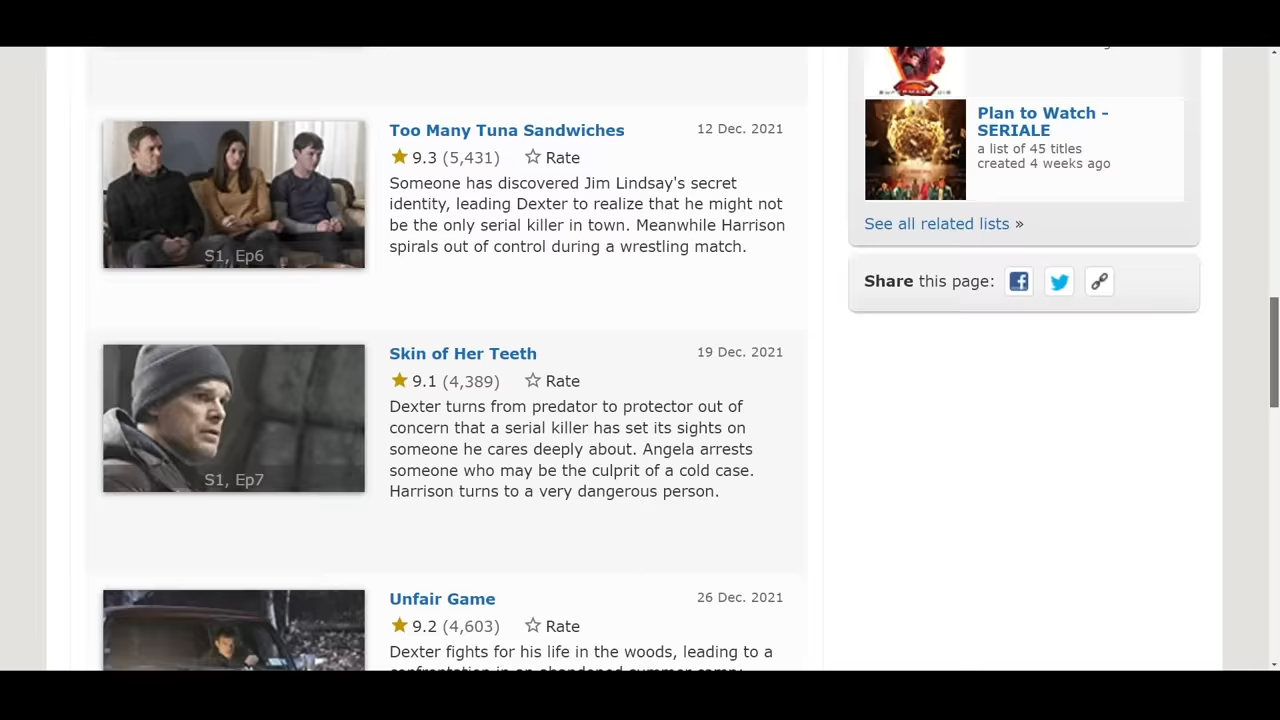 Too Many Tuna Sandwiches
12 Dec. 2021
9.3 (5,431) Rate
Someone has discovered Jim Lindsay's secret
identity, leading Dexter to realize that he might not
be the only serial killer in town. Meanwhile Harrison
spirals out of control during a wrestling match.
S1, Ep6
Skin of Her Teeth
19 Dec. 2021
9.1 (4,389) Rate
Dexter turns from predator to protector out of
concern that a serial killer has set its sights on
someone he cares deeply about. Angela arrests
someone who may be the culprit of a cold case.
Harrison turns to a very dangerous person.
S1, Ep7
Unfair Game
26 Dec. 2021
9.2 (4,603) Rate
Dexter fights for his life in the woods, leading to a
Plan to Watch -
SERIALE
a list of 45 titles
created 4 weeks ago
See all related lists »
Share this page: